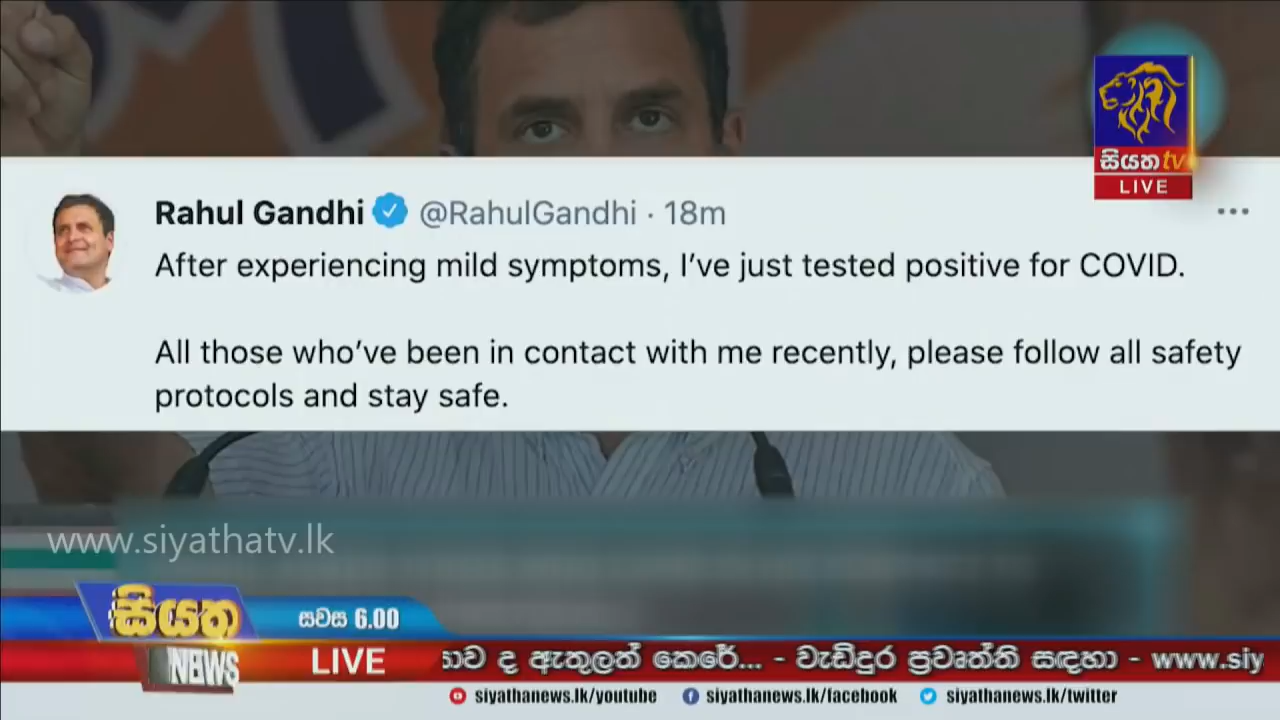 සියත tv
LIVE
Rahul Gandhi @RahulGandhi · 18m
After experiencing mild symptoms, I've just tested positive for COVID.
All those who've been in contact with me recently, please follow all safety
protocols and stay safe.
www.siyathatv.lk
සියත
NEWS
සවස 6.00
LIVE
ද ඇතුලත් කෙරේ... - වැඩිදුර ප්‍රවෘත්ති සඳහා - www.siy
siyathanews.lk/youtube siyathanews.lk/facebook siyathanews.lk/twitter